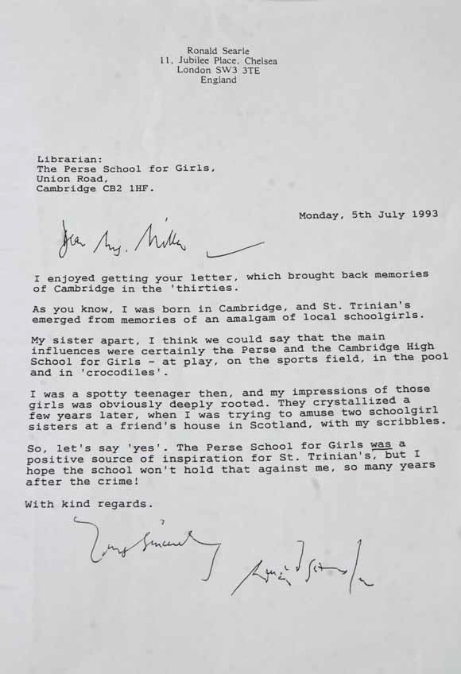 Ronald Searle
11, Jubilee Place, Chelsea
London SW3 3TE
England
Librarian:
The Perse School for Girls,
Union Road,
Cambridge CB2 1HF.
Monday, 5th July 1993
Dear Mrs. Miller
I enjoyed getting your letter, which brought back memories
of Cambridge in the 'thirties.
As you know, I was born in Cambridge, and St. Trinian's
emerged from memories of an amalgam of local schoolgirls.
My sister apart, I think we could say that the main
influences were certainly the Perse and the Cambridge High
School for Girls - at play, on the sports field, in the pool
and in 'crocodiles'.
I was a spotty teenager then, and my impressions of those
girls was obviously deeply rooted. They crystallized a
few years later, when I was trying to amuse two schoolgirl
sisters at a friend's house in Scotland, with my scribbles.
So, let's say 'yes'. The Perse School for Girls was a
positive source of inspiration for St. Trinian's, but I
hope the school won't hold that against me, so many years
after the crime!
With kind regards.
Yours sincerely
Ronald Searle